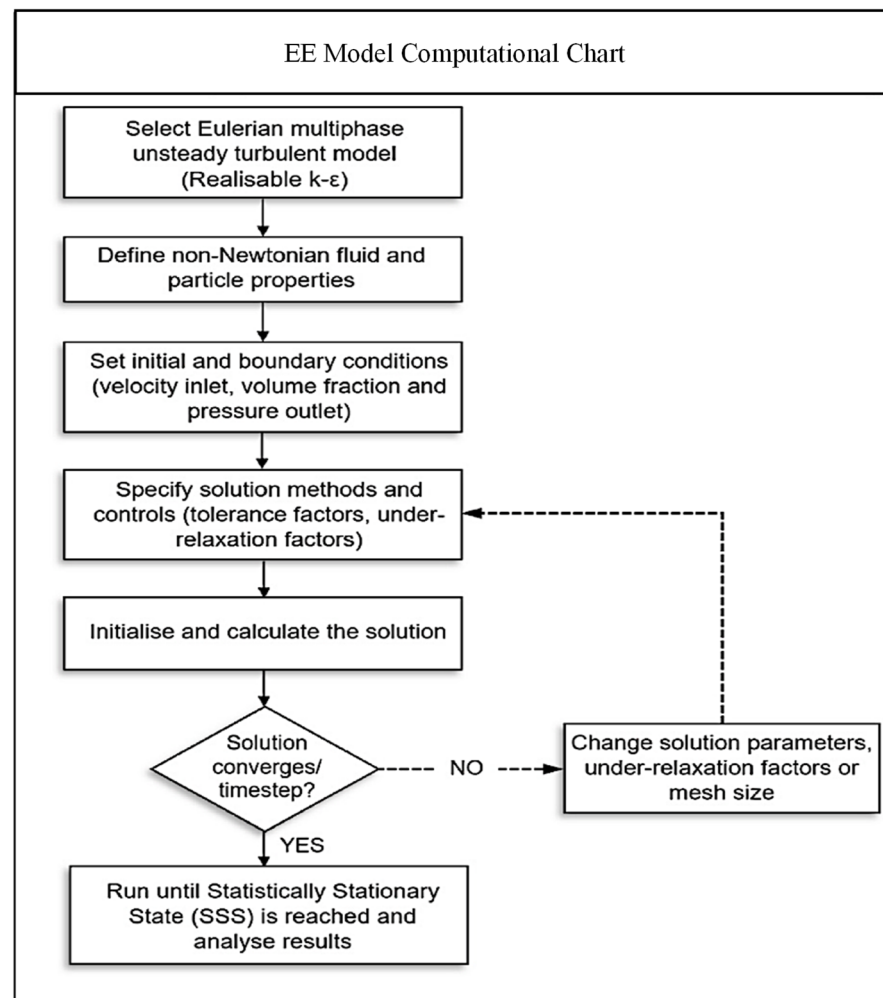 EE Model Computational Chart
Select Eulerian multiphase
unsteady turbulent model
(Realisable k-ε)
Define non-Newtonian fluid and
particle properties
Set initial and boundary conditions
(velocity inlet, volume fraction and
pressure outlet)
Specify solution methods and
controls (tolerance factors, under-
relaxation factors)
Initialise and calculate the solution
Solution
converges/
timestep?
NO
Change solution parameters,
under-relaxation factors or
mesh size
YES
Run until Statistically Stationary
State (SSS) is reached and
analyse results